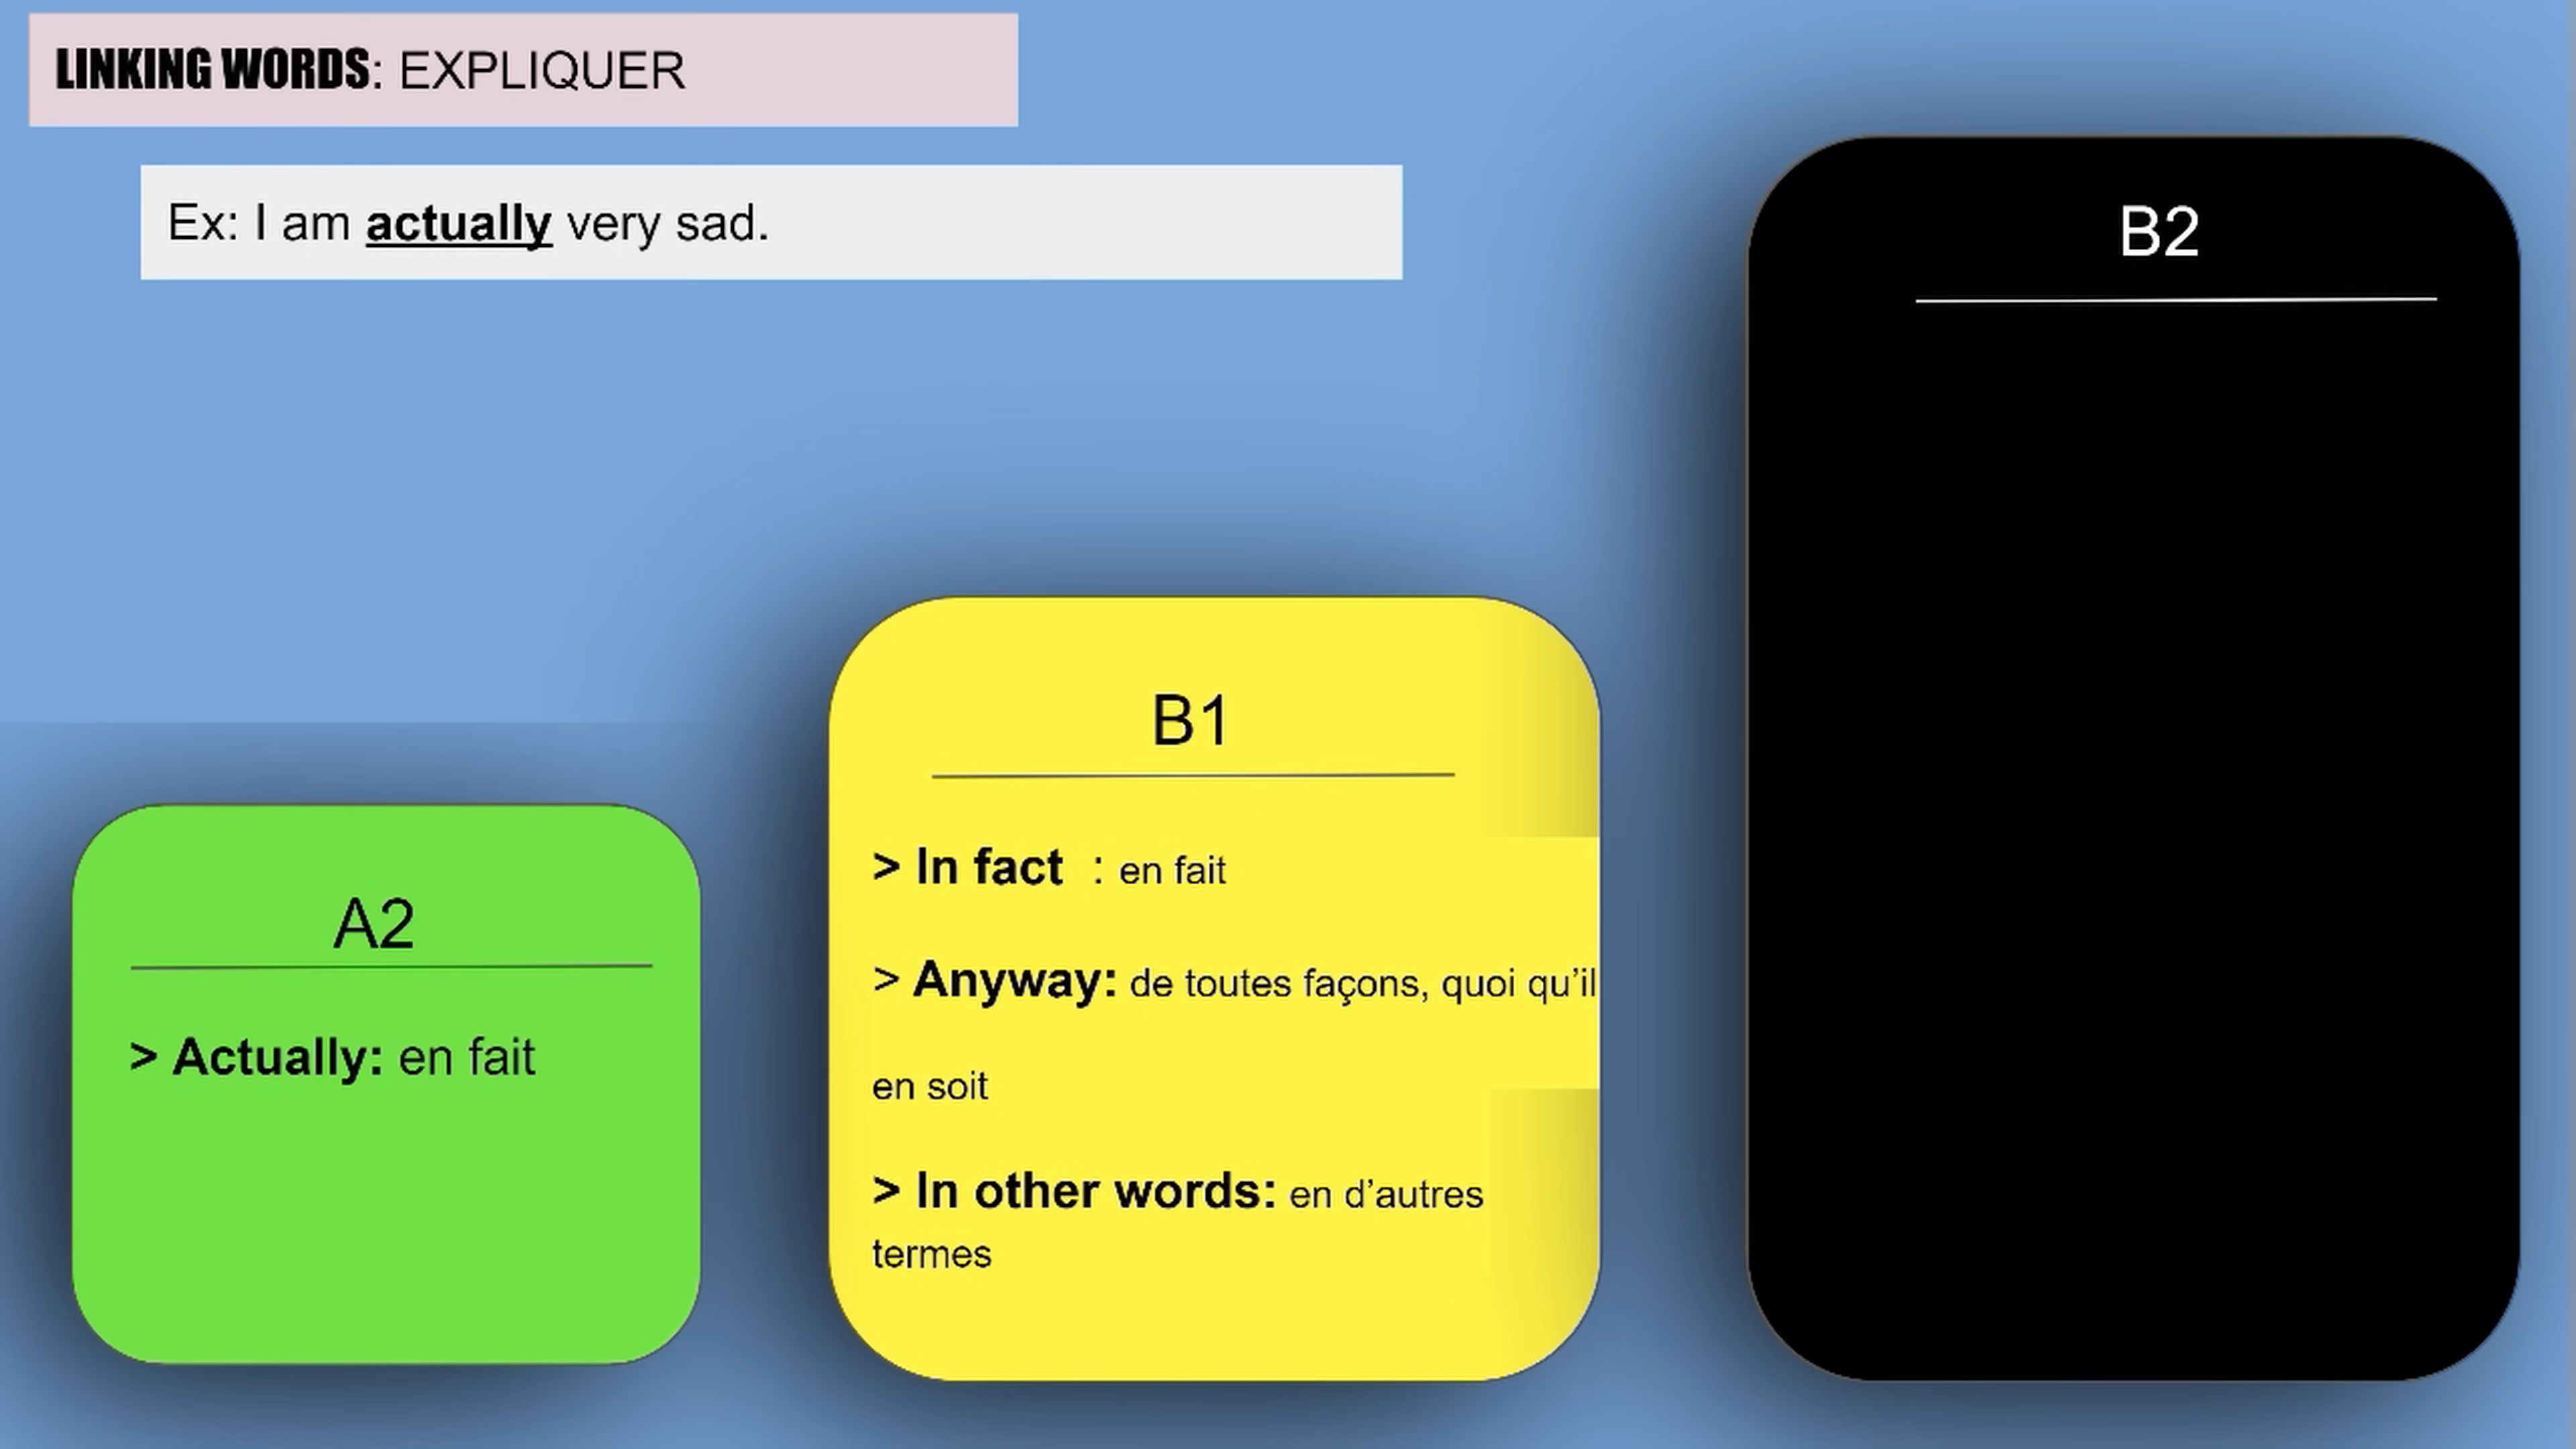 LINKING WORDS: EXPLIQUER
Ex: I am actually very sad.
A2
> Actually: en fait
B1
> In fact : en fait
> Anyway: de toutes façons, quoi qu’il
en soit
> In other words: en d’autres
termes
B2